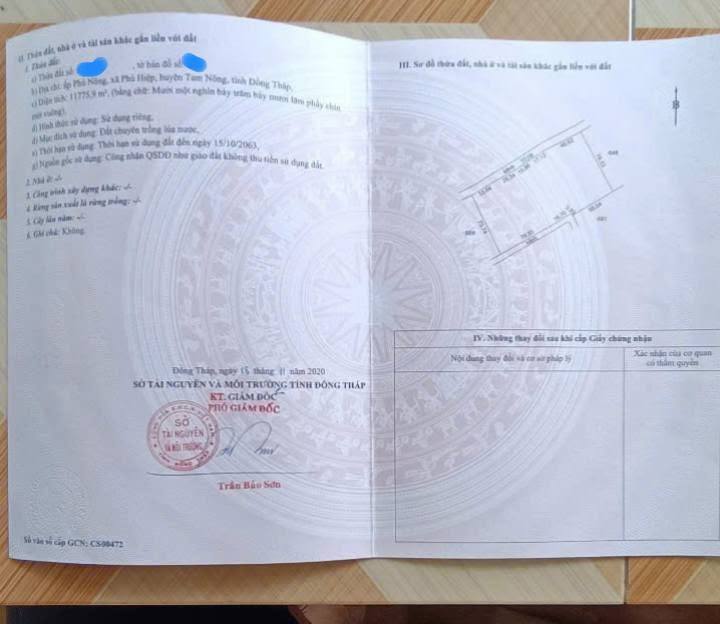 II. Thửa đất, nhà ở và tài sản khác gắn liền với đất
1. Thửa đất:
a) Thửa đất số: , tờ bản đồ số
b) Địa chỉ: ấp Phú Nông, xã Phú Hiệp, huyện Tam Nông, tỉnh Đồng Tháp,
c) Diện tích: 11775,9 m², (bằng chữ: Mười một nghìn bảy trăm bảy mươi lăm phẩy chín
mét vuông),
d) Hình thức sử dụng: Sử dụng riêng,
đ) Mục đích sử dụng: Đất chuyên trồng lúa nước,
e) Thời hạn sử dụng: Thời hạn sử dụng đất đến ngày 15/10/2063,
g) Nguồn gốc sử dụng: Công nhận QSDĐ như giao đất không thu tiền sử dụng đất.
2. Nhà ở: -/-
3. Công trình xây dựng khác: -/-
4. Rừng sản xuất là rừng trồng: -/-
5. Cây lâu năm: -/-
6. Ghi chú: Không.
Đồng Tháp, ngày 15 tháng 11 năm 2020
SỞ TÀI NGUYÊN VÀ MÔI TRƯỜNG TỈNH ĐỒNG THÁP
KT. GIÁM ĐỐC
PHÓ GIÁM ĐỐC
SỞ
TÀI NGUYÊN
VÀ MÔI TRƯỜNG
Trần Bảo Sơn
Số vào sổ cấp GCN: CS00472
III. Sơ đồ thửa đất, nhà ở và tài sản khác gắn liền với đất
B
IV. Những thay đổi sau khi cấp Giấy chứng nhận
Nội dung thay đổi và cơ sở pháp lý
Xác nhận của cơ quan
có thẩm quyền